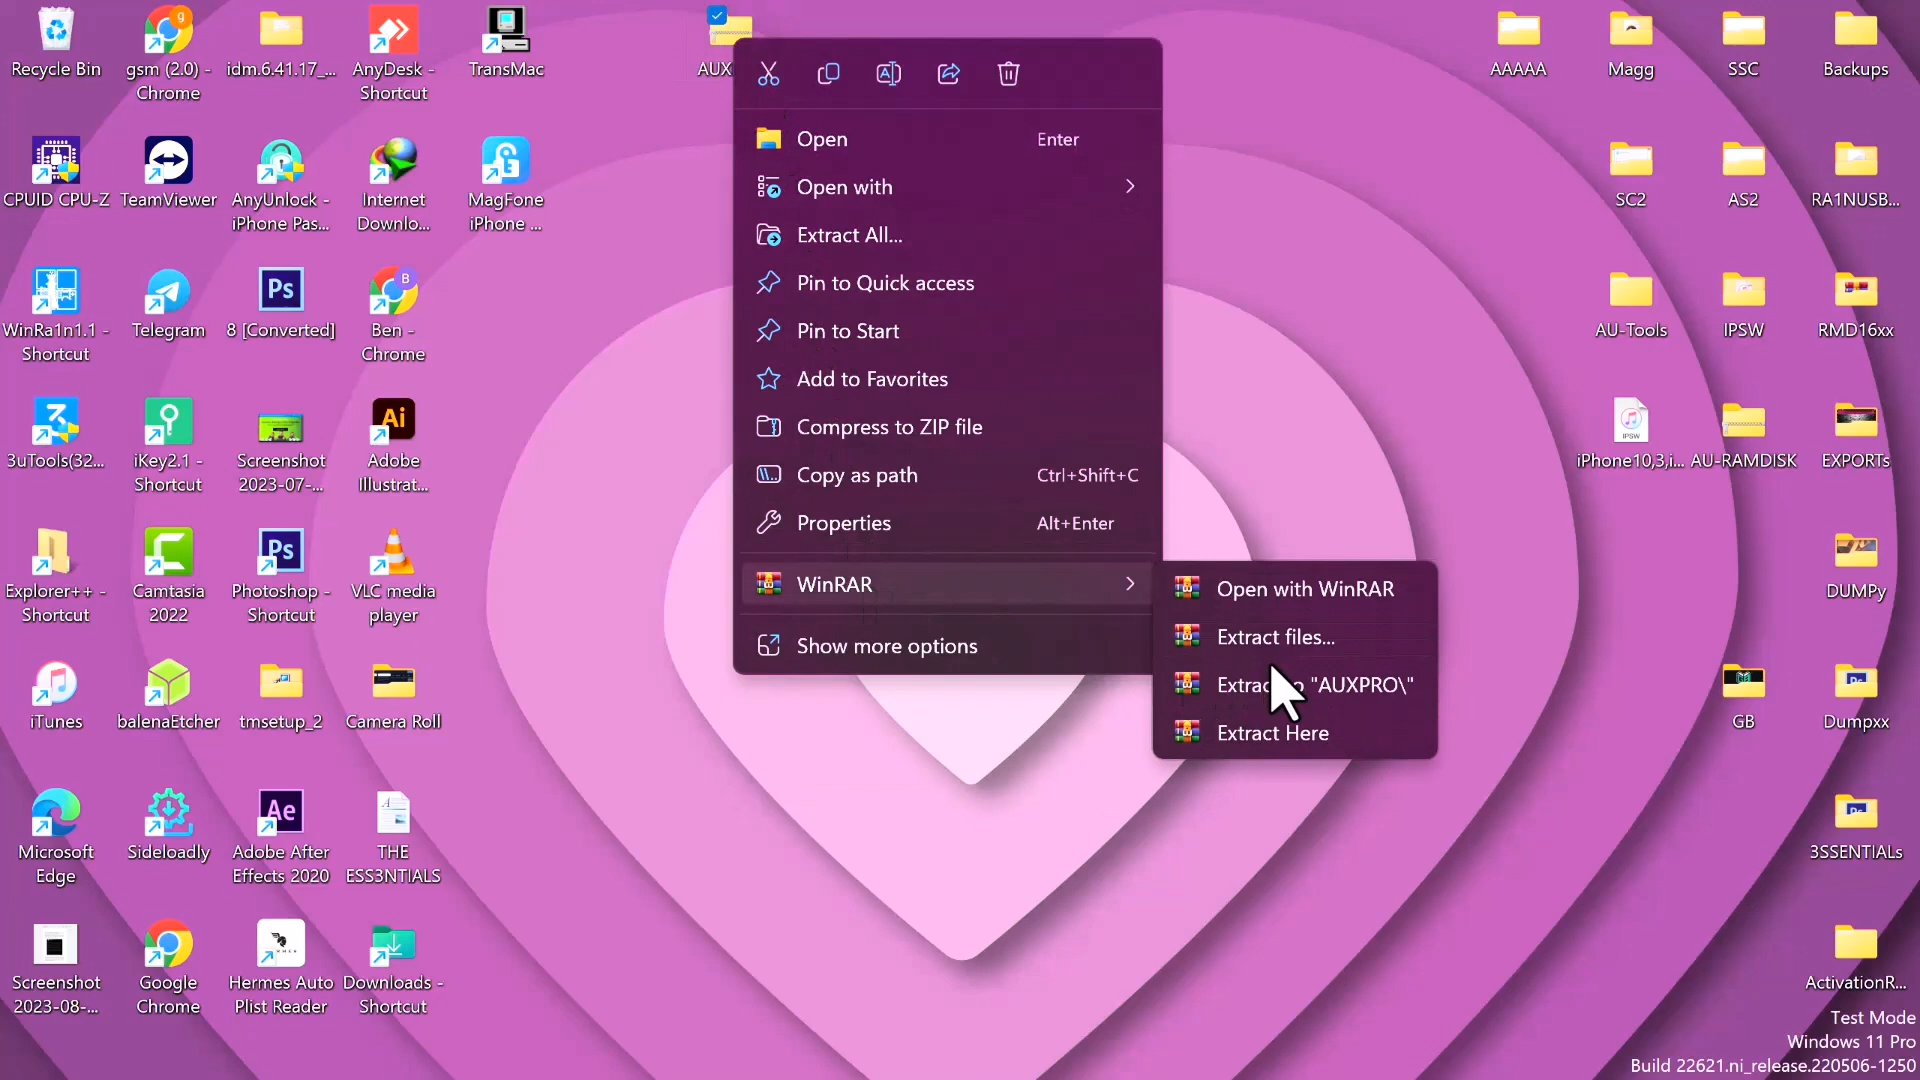 Recycle Bin
gsm (2.0) -
Chrome
idm.6.41.17_...
AnyDesk -
Shortcut
TransMac
AUX
AAAAA
Magg
SSC
Backups
CPUID CPU-Z
TeamViewer
AnyUnlock -
iPhone Pas...
Internet
Downlo...
MagFone
iPhone ...
SC2
AS2
RA1NUSB...
WinRa1n1.1 -
Shortcut
Telegram
Ps
8 [Converted]
B
Ben -
Chrome
AU-Tools
IPSW
RMD16xx
3uTools(32...
iKey2.1 -
Shortcut
Screenshot
2023-07-...
Ai
Adobe
Illustrat...
IPSW
iPhone10,3,i...
AU-RAMDISK
EXPORTs
Explorer++ -
Shortcut
Camtasia
2022
Ps
Photoshop -
Shortcut
VLC media
player
DUMPy
iTunes
balenaEtcher
tmsetup_2
Camera Roll
GB
Dumpxx
Microsoft
Edge
Sideloadly
Ae
Adobe After
Effects 2020
THE
ESS3NTIALS
3SSENTIALs
Screenshot
2023-08-...
Google
Chrome
Hermes Auto
Plist Reader
Downloads -
Shortcut
ActivationR...
Open Enter
Open with
Extract All...
Pin to Quick access
Pin to Start
Add to Favorites
Compress to ZIP file
Copy as path Ctrl+Shift+C
Properties Alt+Enter
WinRAR
Show more options
Open with WinRAR
Extract files...
"AUXPRO\"
Extract Here
Test Mode
Windows 11 Pro
Build 22621.ni_release.220506-1250